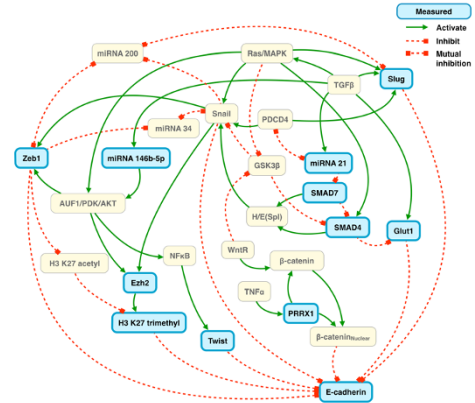 Measured
Activate
Inhibit
Mutual
inhibition
miRNA 200
Ras/MAPK
Slug
TGFβ
Snail
PDCD4
miRNA 34
Zeb1
miRNA 146b-5p
GSK3β
miRNA 21
SMAD7
AUF1/PDK/AKT
H/E(Spl)
SMAD4
Glut1
H3 K27 acetyl
NFκB
WntR
β-catenin
Ezh2
TNFα
H3 K27 trimethyl
PRRX1
Twist
β-cateninNuclear
E-cadherin